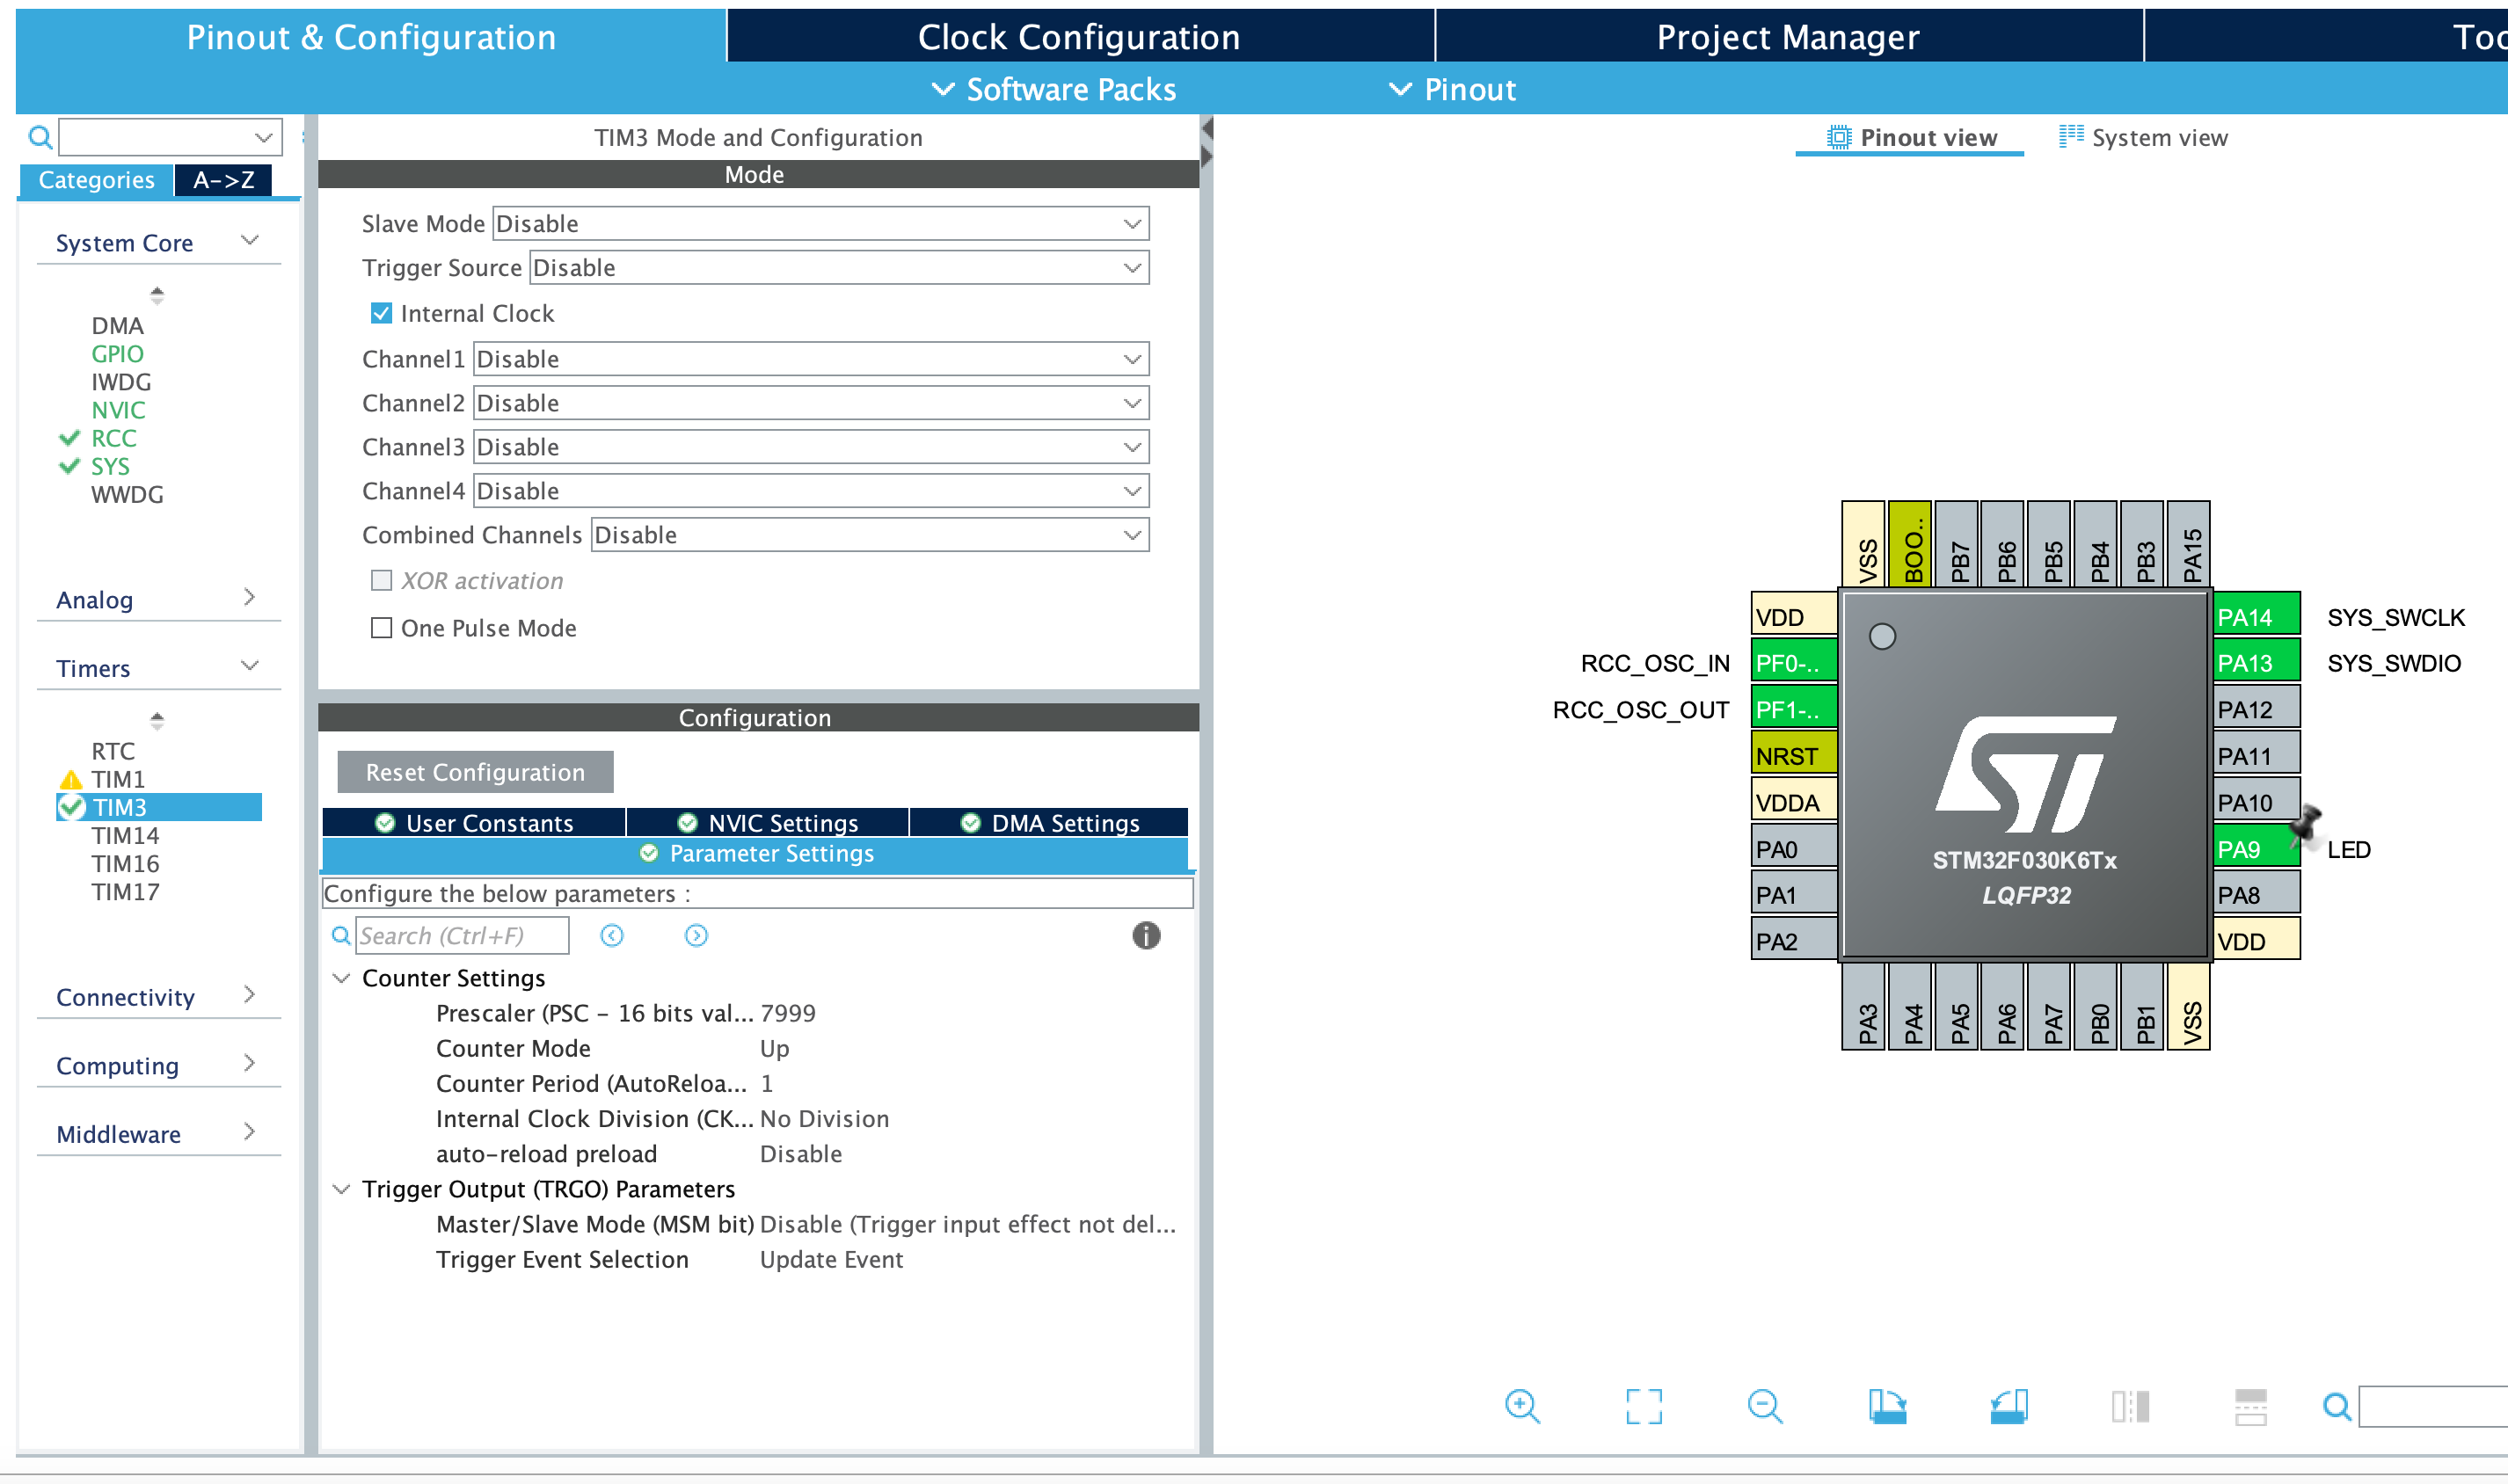 Pinout & Configuration
Clock Configuration
Project Manager
Too
Software Packs
Pinout
Categories
A->Z
System Core
DMA
GPIO
IWDG
NVIC
RCC
SYS
WWDG
Analog
Timers
RTC
TIM1
TIM3
TIM14
TIM16
TIM17
Connectivity
Computing
Middleware
TIM3 Mode and Configuration
Mode
Slave Mode Disable
Trigger Source Disable
Internal Clock
Channel1 Disable
Channel2 Disable
Channel3 Disable
Channel4 Disable
Combined Channels Disable
XOR activation
One Pulse Mode
Configuration
Reset Configuration
User Constants
NVIC Settings
DMA Settings
Parameter Settings
Configure the below parameters :
Search (Ctrl+F)
Counter Settings
Prescaler (PSC - 16 bits val... 7999
Counter Mode Up
Counter Period (AutoReloa... 1
Internal Clock Division (CK... No Division
auto-reload preload Disable
Trigger Output (TRGO) Parameters
Master/Slave Mode (MSM bit) Disable (Trigger input effect not del...
Trigger Event Selection Update Event
Pinout view
System view
VSS
BOO..
PB7
PB6
PB5
PB4
PB3
PA15
VDD
RCC_OSC_IN PF0-..
RCC_OSC_OUT PF1-..
NRST
VDDA
PA0
PA1
PA2
STM32F030K6Tx
LQFP32
PA14 SYS_SWCLK
PA13 SYS_SWDIO
PA12
PA11
PA10
PA9 LED
PA8
VDD
PA3
PA4
PA5
PA6
PA7
PB0
PB1
VSS